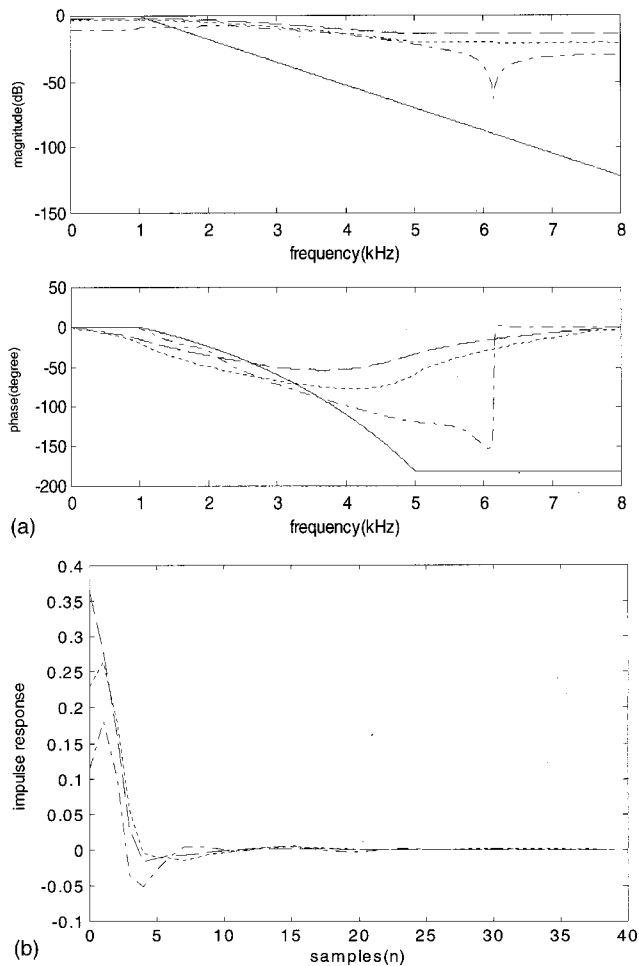 0
-50
-100
-150
magnitude(dB)
0 1 2 3 4 5 6 7 8
frequency(kHz)
50
0
-50
-100
-150
-200
phase(degree)
0 1 2 3 4 5 6 7 8
frequency(kHz)
(a)
0.4
0.35
0.3
0.25
0.2
0.15
0.1
0.05
0
-0.05
-0.1
impulse response
0 5 10 15 20 25 30 35 40
samples(n)
(b)